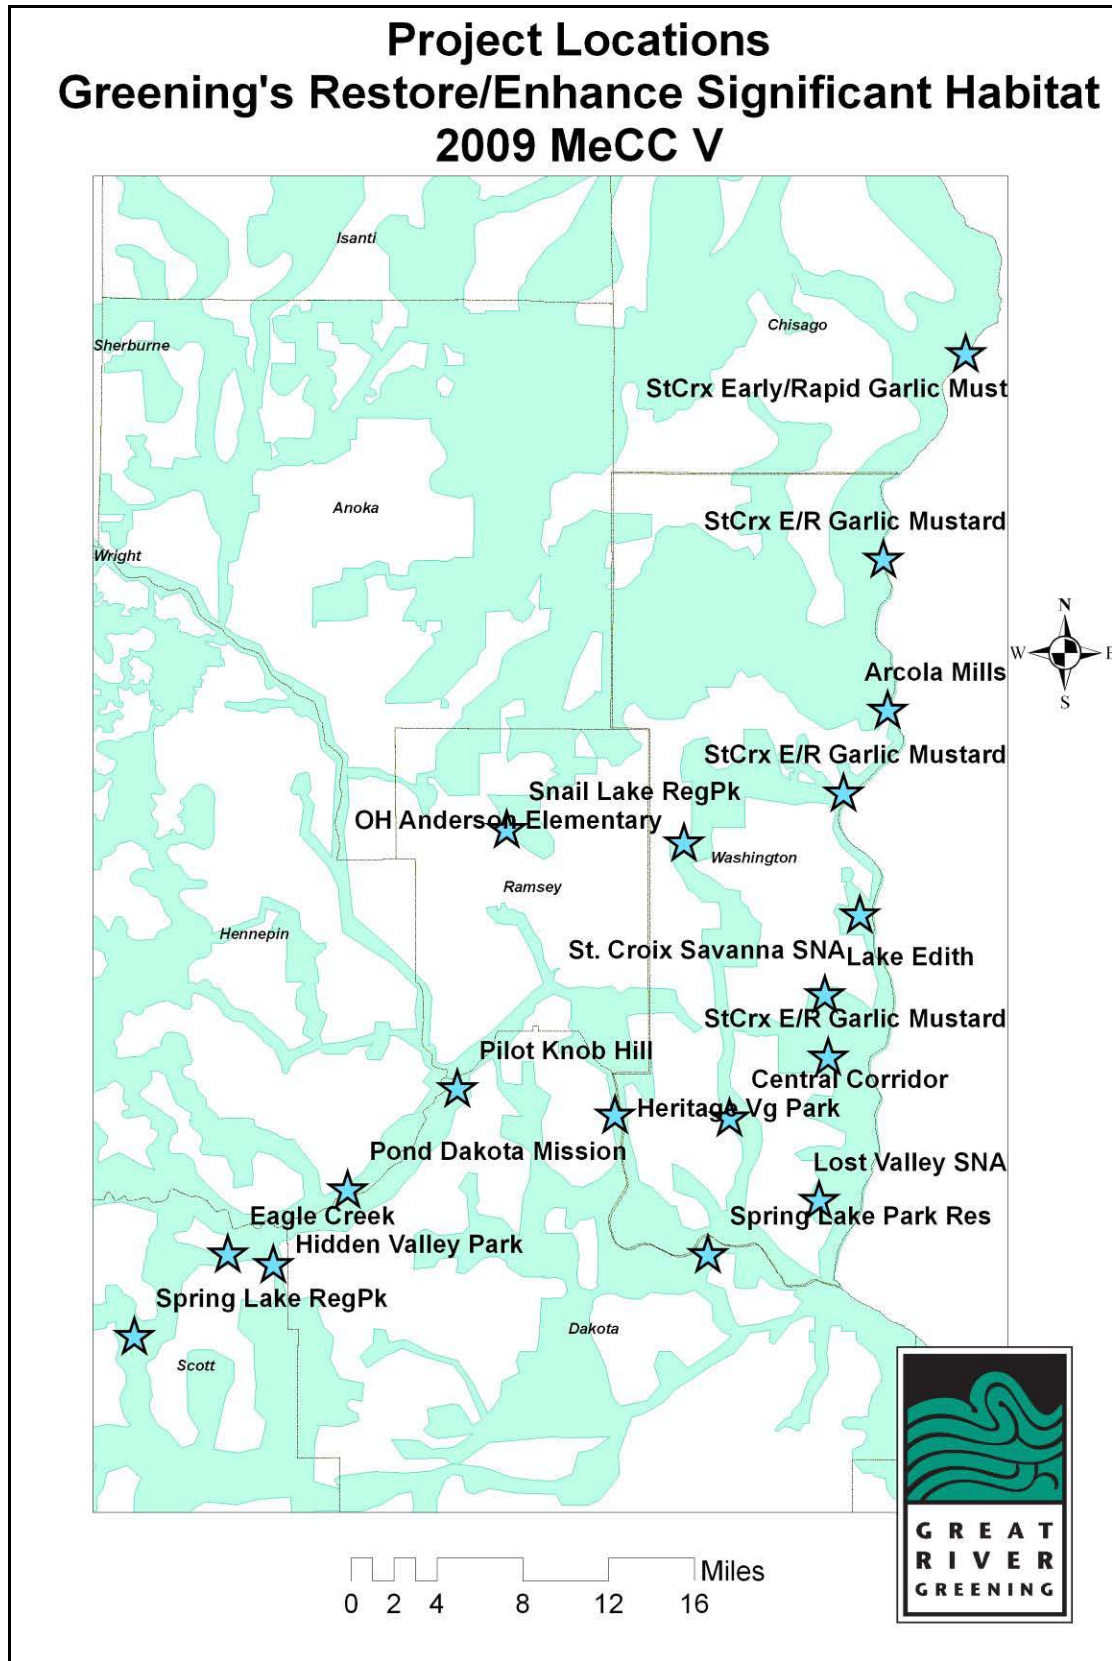 Project Locations
Greening's Restore/Enhance Significant Habitat
2009 MeCC V
Isanti
Chisago
Sherburne
StCrx Early/Rapid Garlic Must
Anoka
StCrx E/R Garlic Mustard
Wright
N
W E
S
Arcola Mills
StCrx E/R Garlic Mustard
Snail Lake RegPk
OH Anderson Elementary
Washington
Ramsey
Hennepin
St. Croix Savanna SNA
Lake Edith
StCrx E/R Garlic Mustard
Pilot Knob Hill
Central Corridor
Heritage Vg Park
Pond Dakota Mission
Lost Valley SNA
Eagle Creek
Spring Lake Park Res
Hidden Valley Park
Spring Lake RegPk
Dakota
Scott
GREAT
RIVER
GREENING
Miles
0 2 4 8 12 16